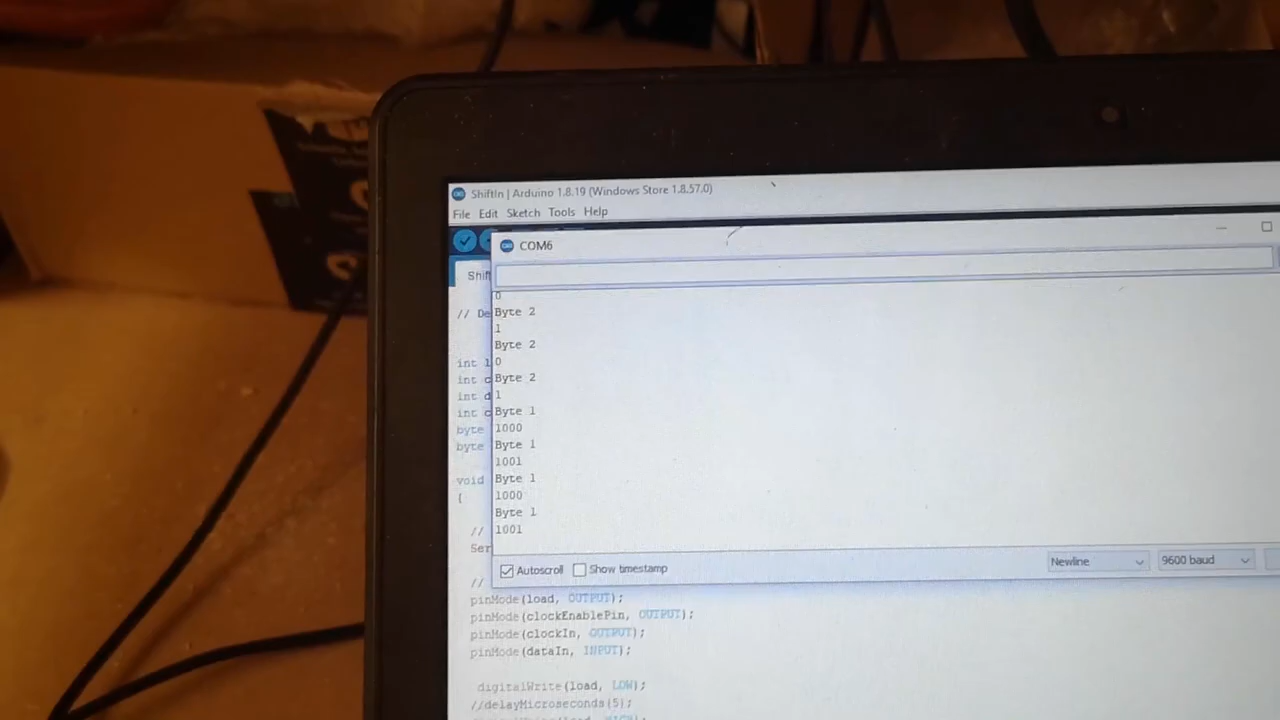 ShiftIn | Arduino 1.8.19 (Windows Store 1.8.57.0)
File Edit Sketch Tools Help
COM6
Shif
0
// De
Byte 2
1
Byte 2
int l
0
int c
Byte 2
int d
1
int c
Byte 1
byte
1000
byte
Byte 1
1001
void
Byte 1
{
1000
Byte 1
//
1001
Ser
Autoscroll Show timestamp Newline 9600 baud
//
pinMode(load, OUTPUT);
pinMode(clockEnablePin, OUTPUT);
pinMode(clockIn, OUTPUT);
pinMode(dataIn, INPUT);
digitalWrite(load, LOW);
//delayMicroseconds(5);